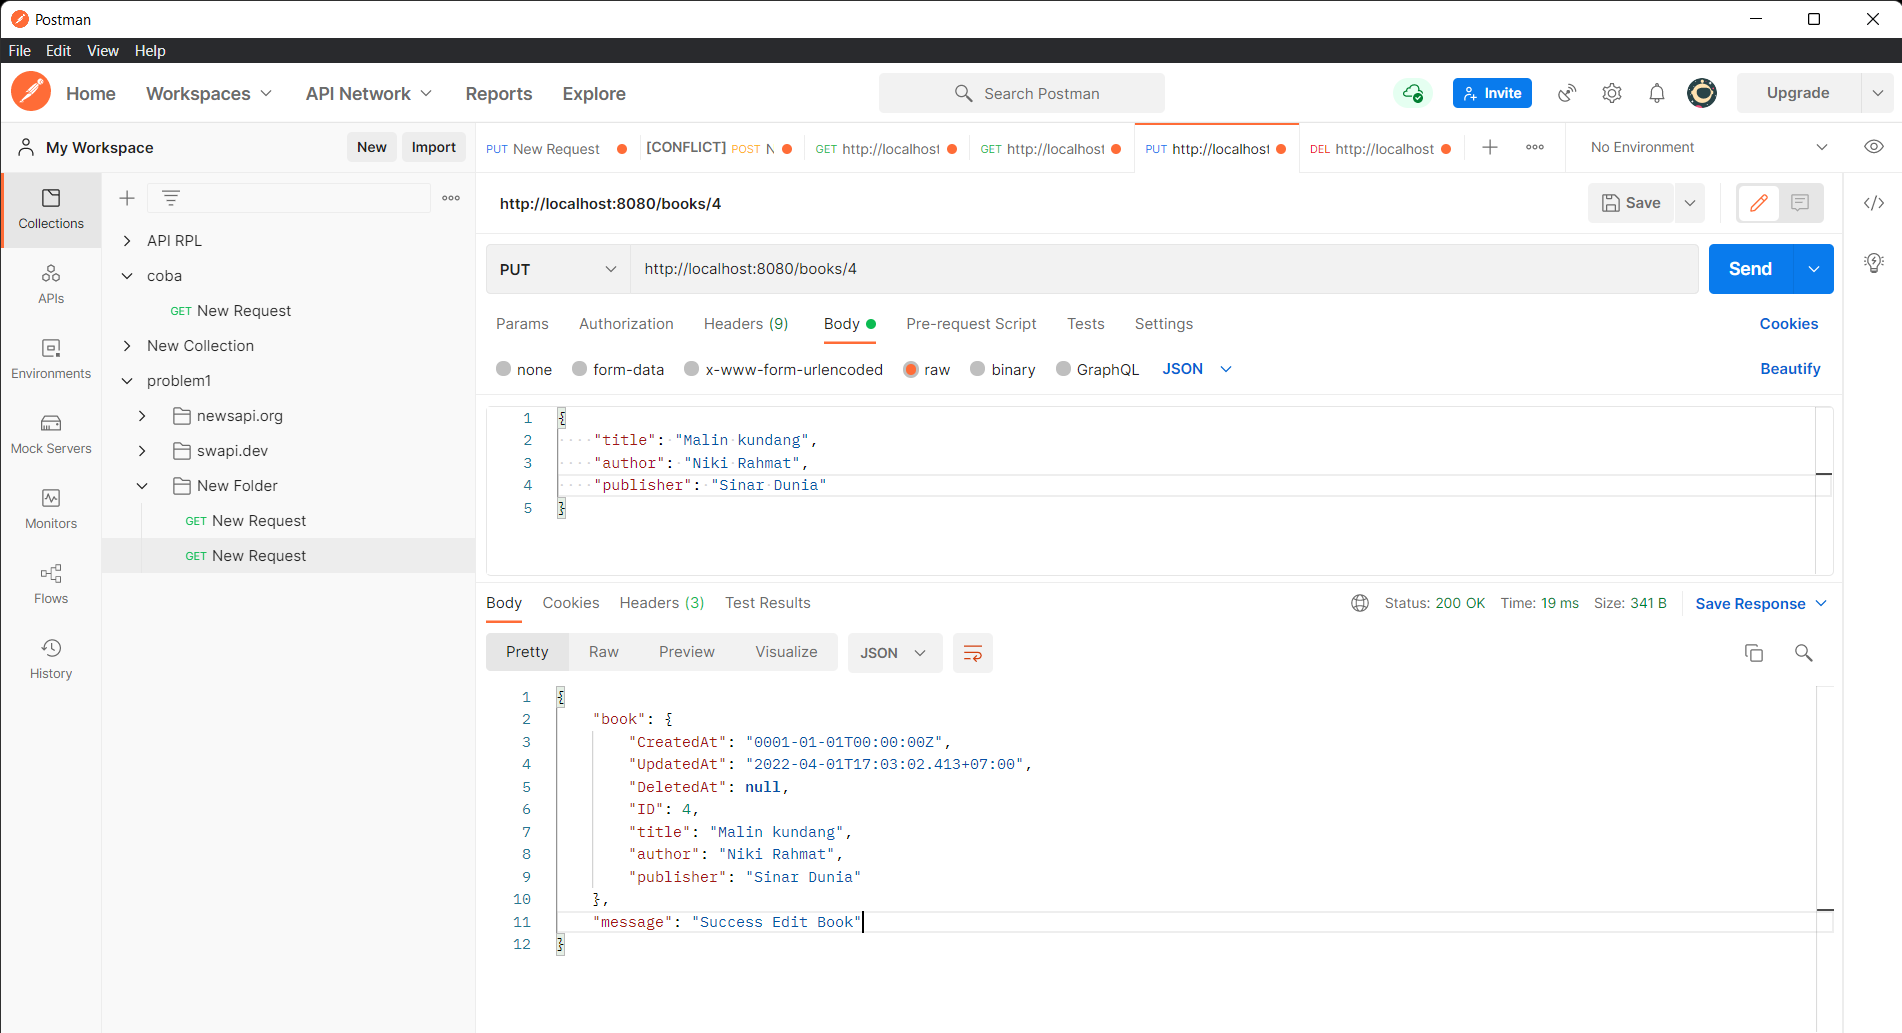 Postman
File Edit View Help
Home Workspaces API Network Reports Explore Search Postman Invite Upgrade
My Workspace New Import
PUT New Request [CONFLICT] POST N GET http://localhost GET http://localhost PUT http://localhost DEL http://localhost No Environment
Collections
APIs
Environments
Mock Servers
Monitors
Flows
History
API RPL
coba
GET New Request
New Collection
problem1
newsapi.org
swapi.dev
New Folder
GET New Request
GET New Request
http://localhost:8080/books/4 Save
PUT http://localhost:8080/books/4 Send
Params Authorization Headers (9) Body Pre-request Script Tests Settings Cookies
none form-data x-www-form-urlencoded raw binary GraphQL JSON Beautify
1 {
2 "title": "Malin kundang",
3 "author": "Niki Rahmat",
4 "publisher": "Sinar Dunia"
5 }
Body Cookies Headers (3) Test Results Status: 200 OK Time: 19 ms Size: 341 B Save Response
Pretty Raw Preview Visualize JSON
1 {
2 "book": {
3 "CreatedAt": "0001-01-01T00:00:00Z",
4 "UpdatedAt": "2022-04-01T17:03:02.413+07:00",
5 "DeletedAt": null,
6 "ID": 4,
7 "title": "Malin kundang",
8 "author": "Niki Rahmat",
9 "publisher": "Sinar Dunia"
10 },
11 "message": "Success Edit Book"
12 }